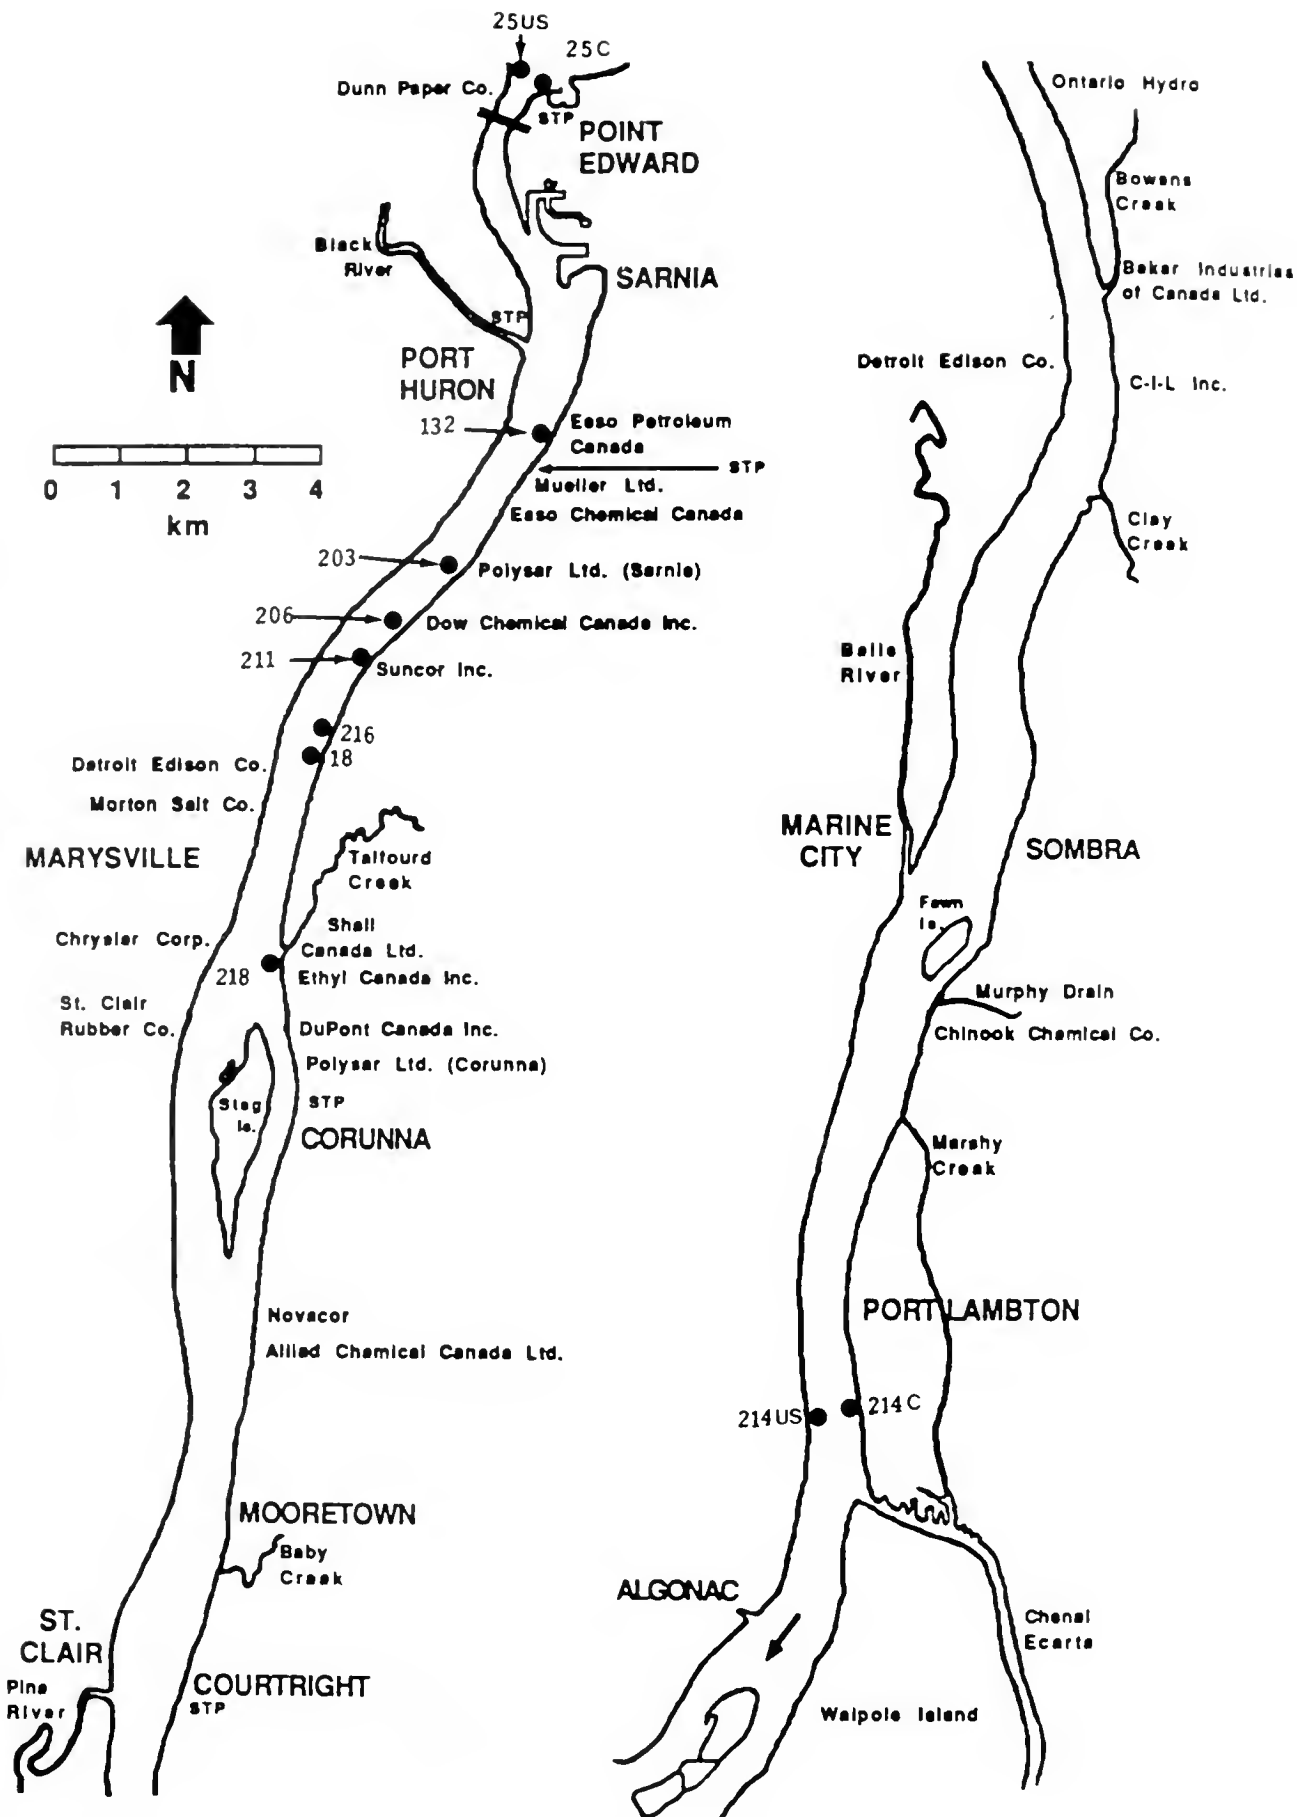 25US
25C
Dunn Paper Co.
STP
POINT
EDWARD
Black
River
SARNIA
STP
N
PORT
HURON
132
Esso Petroleum
Canada
STP
0 1 2 3 4
km
Mueller Ltd.
Esso Chemical Canada
203
Polysar Ltd. (Sarnia)
206
Dow Chemical Canada Inc.
211
Suncor Inc.
216
18
Detroit Edison Co.
Morton Salt Co.
MARYSVILLE
Talfourd
Creek
Chrysler Corp.
Shell
Canada Ltd.
218
Ethyl Canada Inc.
St. Clair
Rubber Co.
DuPont Canada Inc.
Polysar Ltd. (Corunna)
Stag
Is.
STP
CORUNNA
Novacor
Allied Chemical Canada Ltd.
MOORETOWN
Baby
Creek
ST.
CLAIR
Pine
River
COURTRIGHT
STP
Ontario Hydro
Bowens
Creek
Baker Industries
of Canada Ltd.
Detroit Edison Co.
C-I-L Inc.
Clay
Creek
Belle
River
MARINE
CITY
SOMBRA
Fawn
Is.
Murphy Drain
Chinook Chemical Co.
Marshy
Creek
PORT LAMBTON
214US
214C
ALGONAC
Chenal
Ecarte
Walpole Island